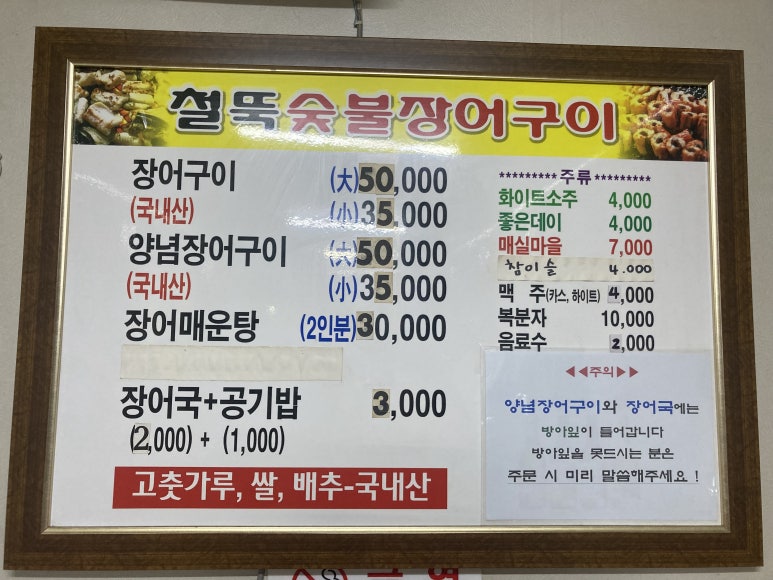 철뚝숯불장어구이
장어구이 (大)50,000
(국내산) (小)35,000
양념장어구이 (大)50,000
(국내산) (小)35,000
장어매운탕 (2인분)30,000
장어국+공기밥 3,000
(2,000) + (1,000)
고춧가루, 쌀, 배추-국내산
*********주류*********
화이트소주 4,000
좋은데이 4,000
매실마을 7,000
참이슬 4.000
맥 주(카스, 하이트) 4,000
복분자 10,000
음료수 2,000
◀◀주의▶▶
양념장어구이와 장어국에는
방아잎이 들어갑니다
방아잎을 못드시는 분은
주문 시 미리 말씀해주세요!